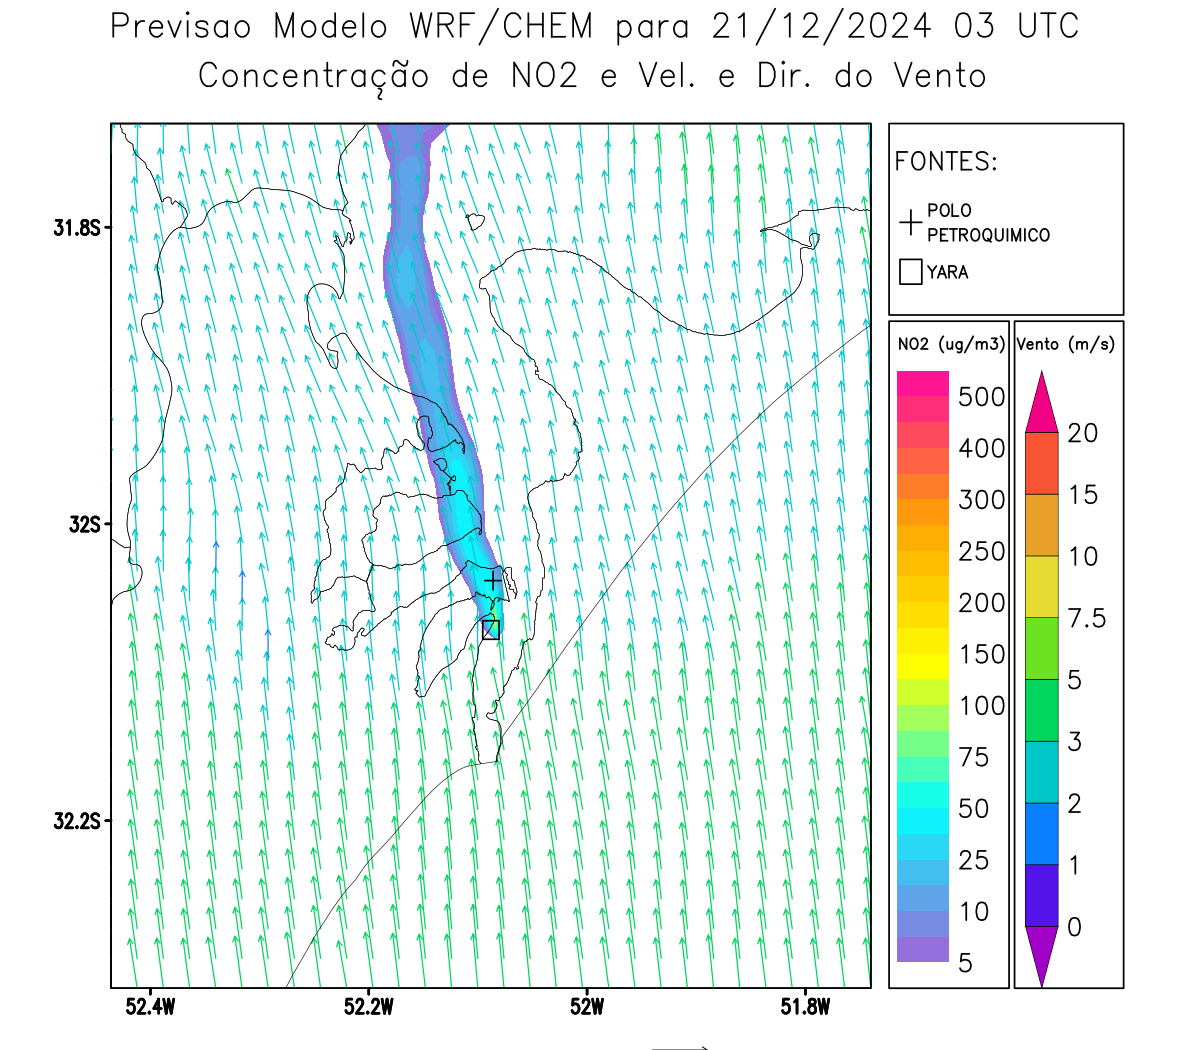 Previsao Modelo WRF/CHEM para 21/12/2024 03 UTC
Concentração de NO2 e Vel. e Dir. do Vento
FONTES:
POLO
PETROQUIMICO
YARA
NO2 (ug/m3)
500
400
300
250
200
150
100
75
50
25
10
5
Vento (m/s)
20
15
10
7.5
5
3
2
1
0
31.8S
32S
32.2S
52.4W
52.2W
52W
51.8W